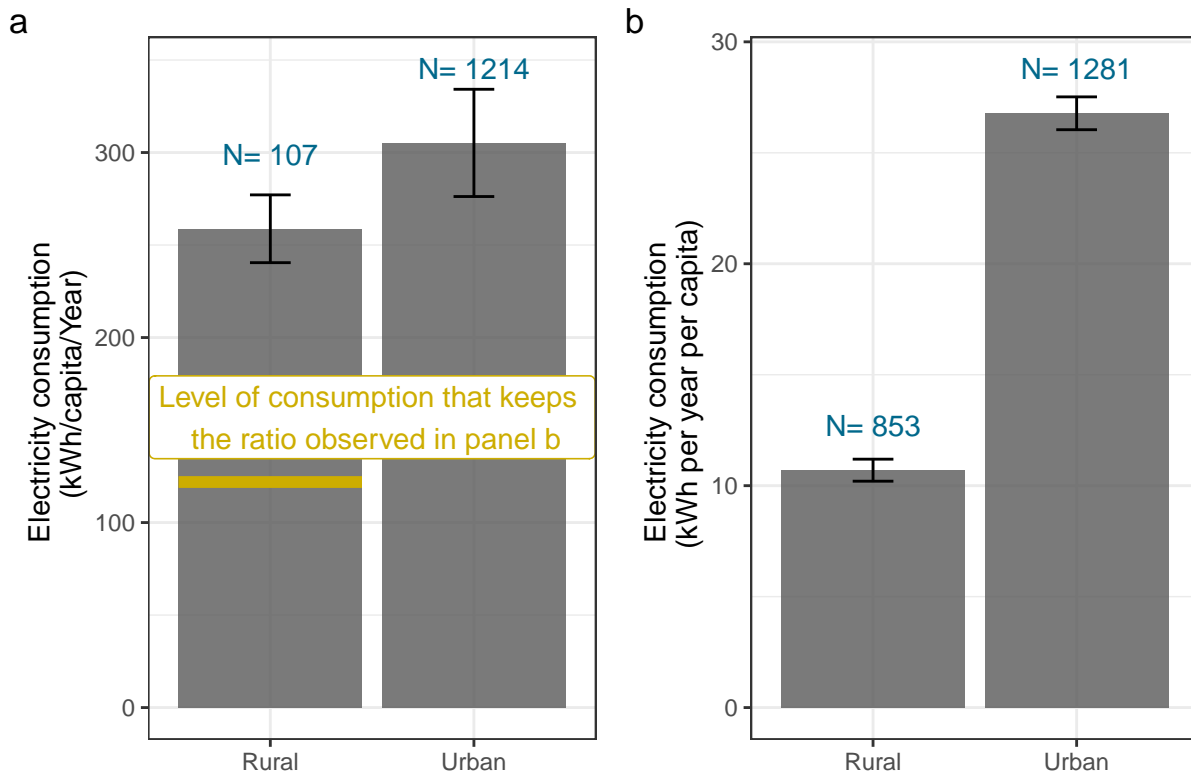 a
Electricity consumption
(kWh/capita/Year)
300
200
100
0
N= 107
N= 1214
Level of consumption that keeps
the ratio observed in panel b
Rural
Urban
b
Electricity consumption
(kWh per year per capita)
30
20
10
0
N= 853
N= 1281
Rural
Urban